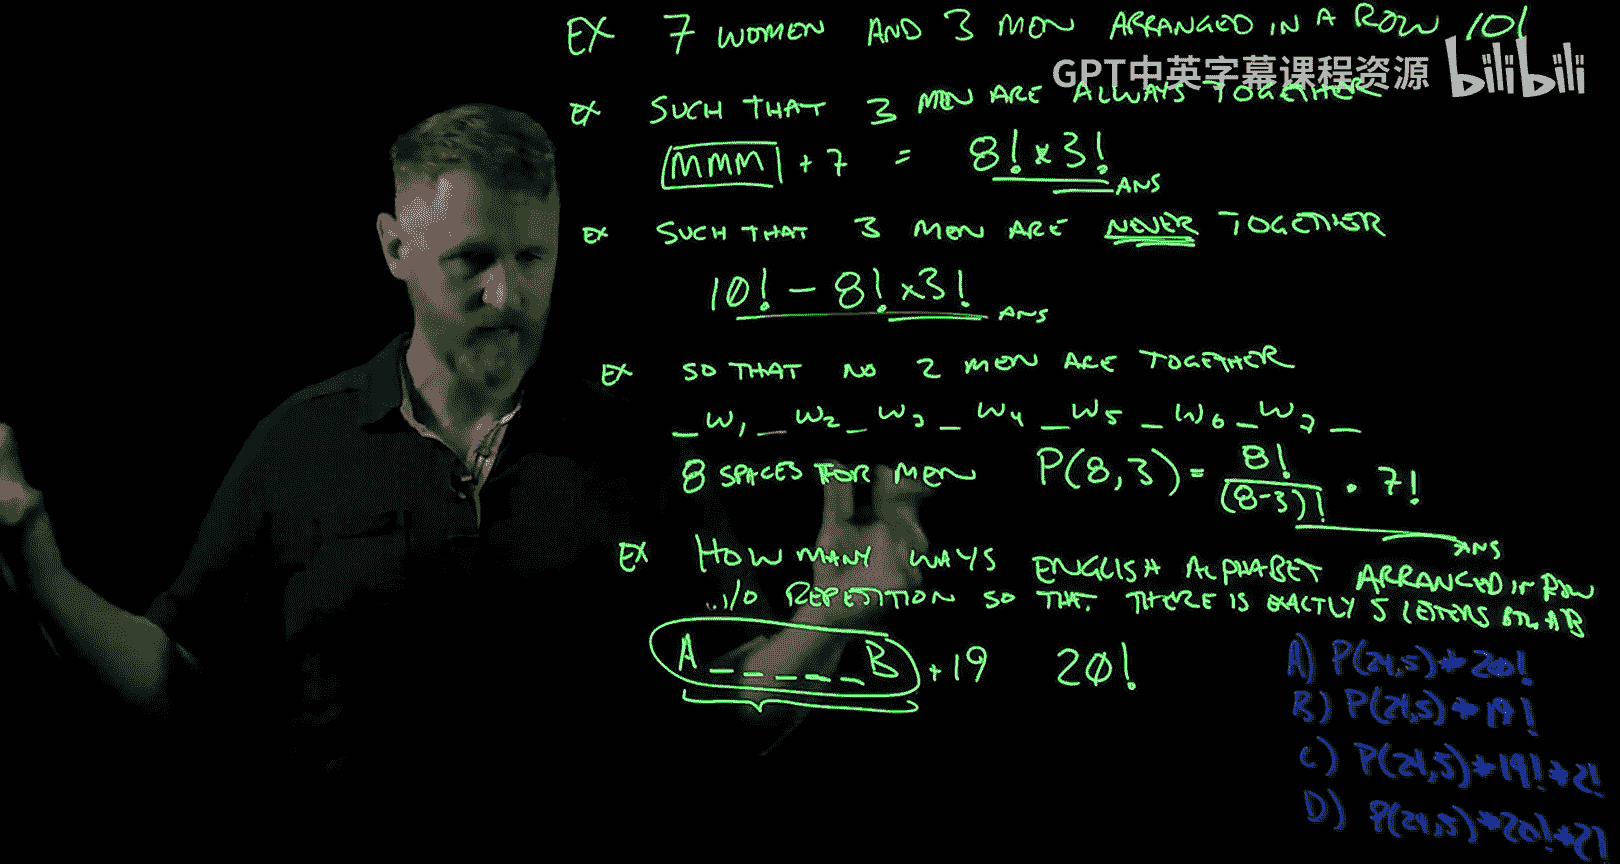 EX 7 WOMEN AND 3 MEN ARRANGED IN A ROW 10!
GPT中英字幕课程资源 bilibili
EX SUCH THAT 3 MEN ARE ALWAYS TOGETHER
MMM + 7 = 8! × 3! ANS
EX SUCH THAT 3 MEN ARE NEVER TOGETHER
10! - 8! × 3! ANS
EX SO THAT NO 2 MEN ARE TOGETHER
_ W1 _ W2 _ W3 _ W4 _ W5 _ W6 _ W7 _
8 SPACES FOR MEN P(8,3) = 8!/(8-3)! · 7! ANS
EX HOW MANY WAYS ENGLISH ALPHABET ARRANGED IN ROW
w/o REPETITION SO THAT THERE IS EXACTLY 5 LETTERS BTW AB
A _ _ _ _ _ B + 19 20!
A) P(24,5)*20!
B) P(24,5)*19!
C) P(24,5)*19!*2!
D) P(24,5)*20!*2!